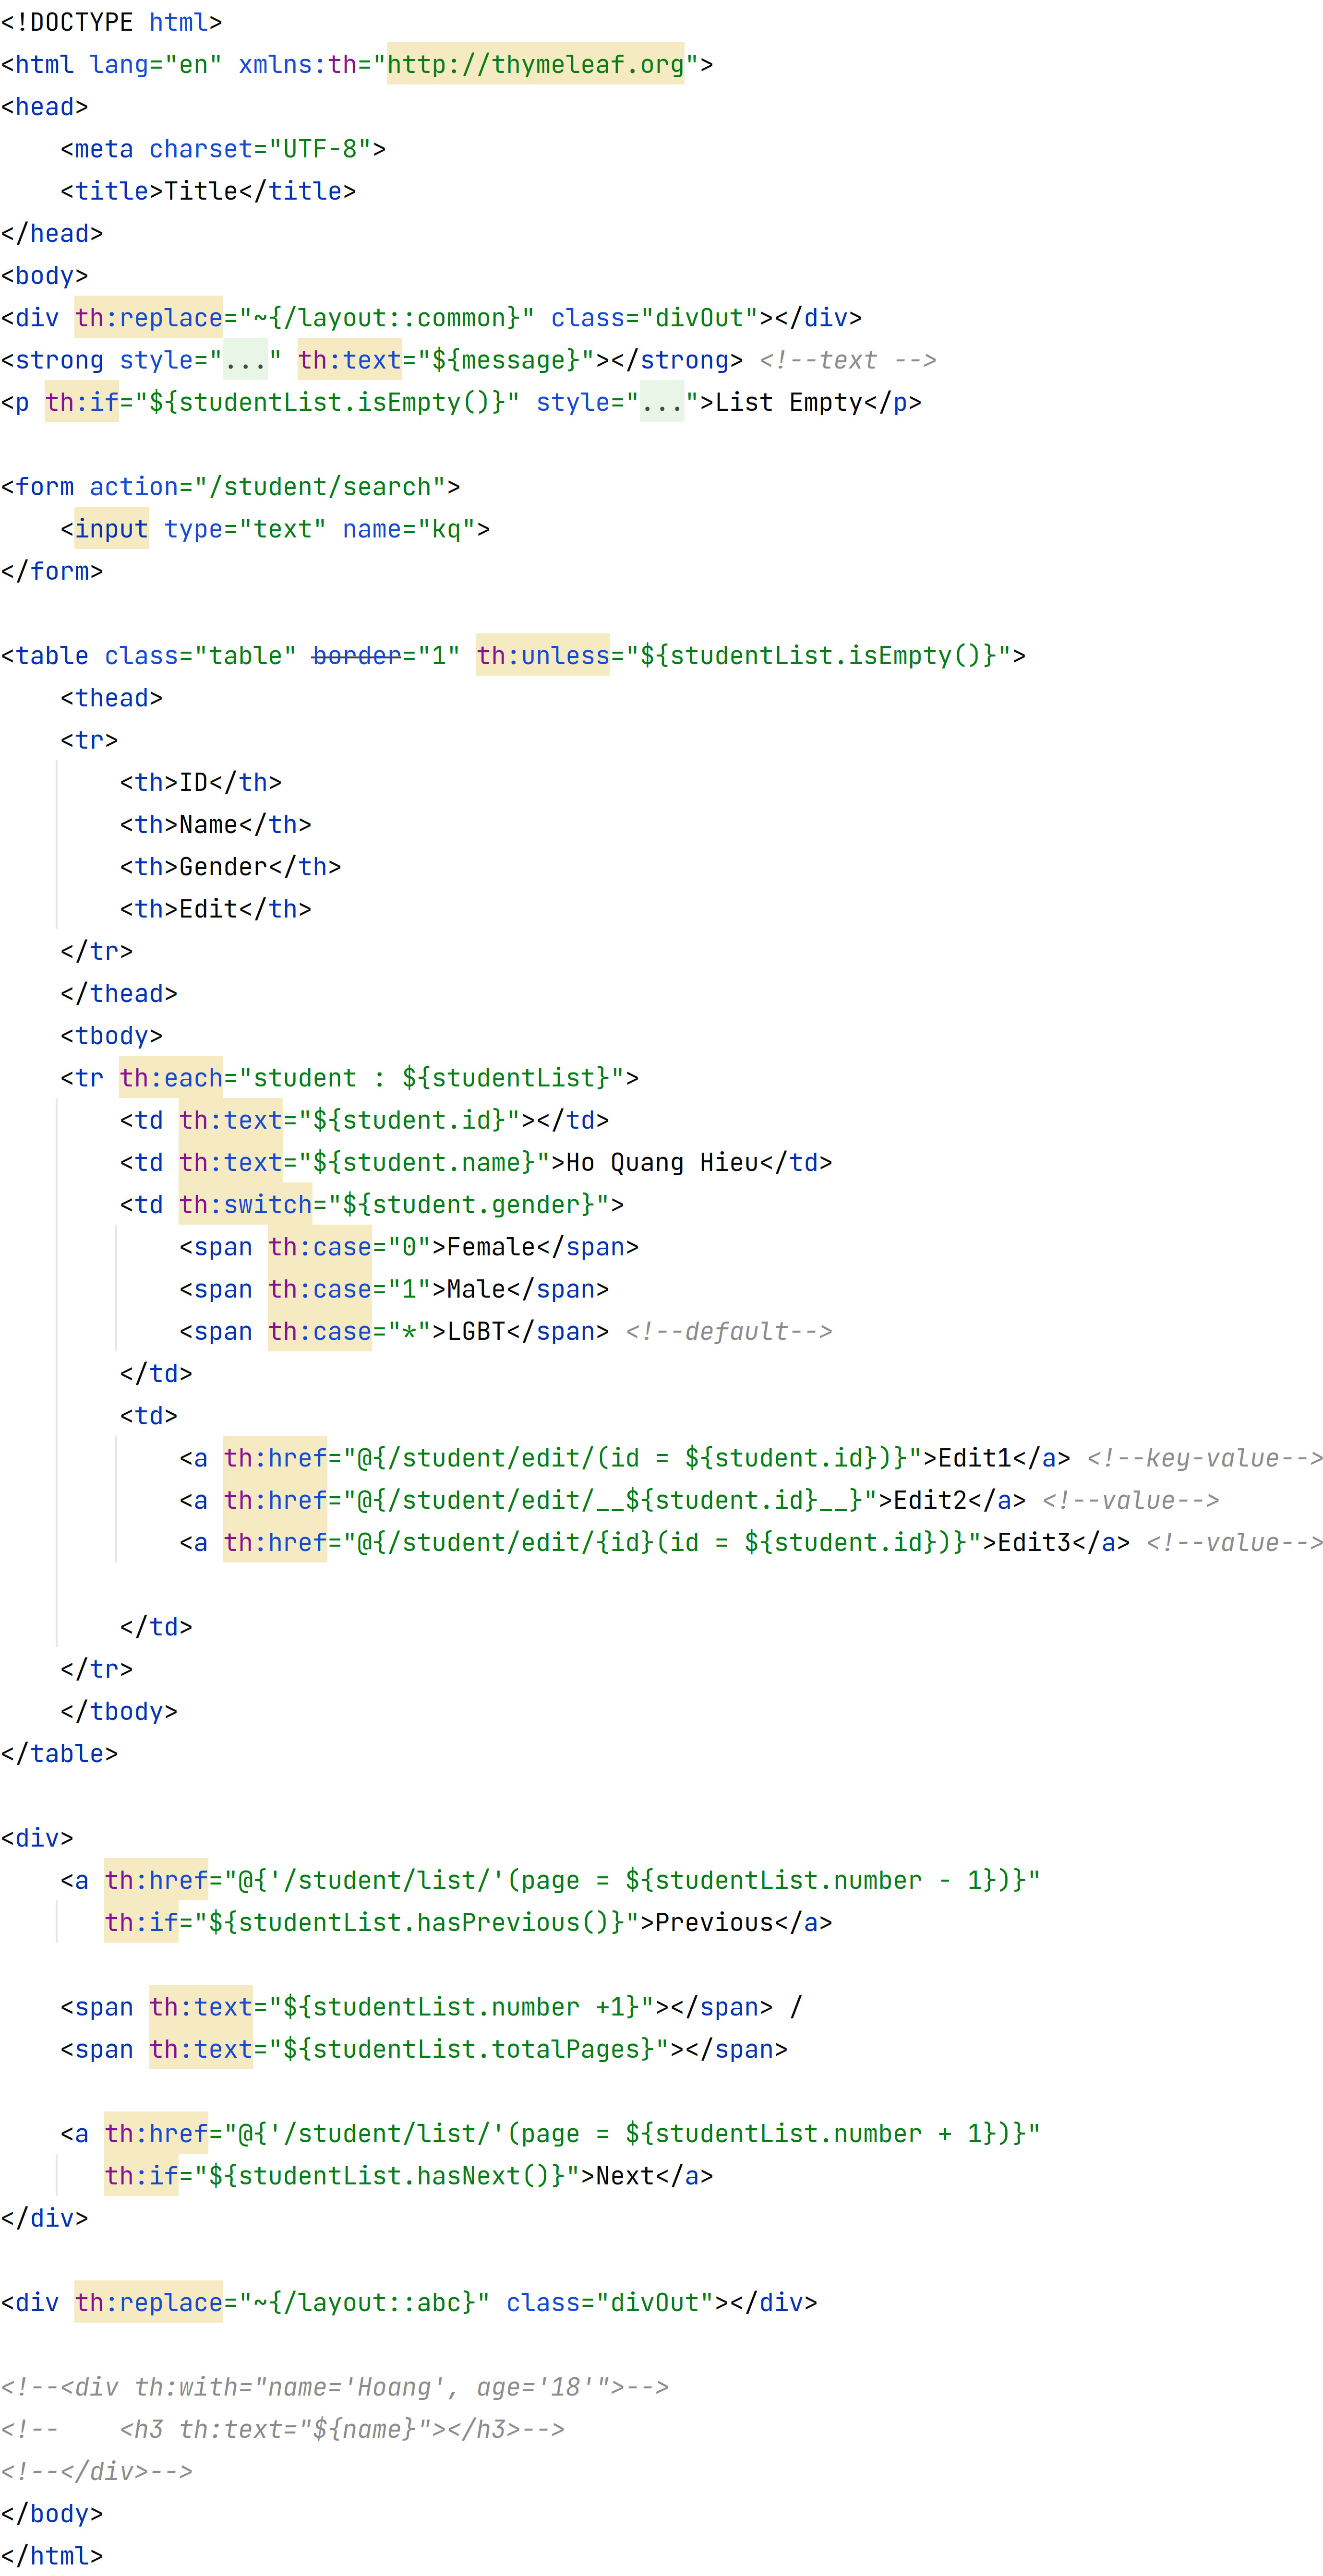 <!DOCTYPE html>
<html lang="en" xmlns:th="http://thymeleaf.org">
<head>
    <meta charset="UTF-8">
    <title>Title</title>
</head>
<body>
<div th:replace="~{/layout::common}" class="divOut"></div>
<strong style="..." th:text="${message}"></strong> <!--text -->
<p th:if="${studentList.isEmpty()}" style="...">List Empty</p>

<form action="/student/search">
    <input type="text" name="kq">
</form>

<table class="table" border="1" th:unless="${studentList.isEmpty()}">
    <thead>
    <tr>
        <th>ID</th>
        <th>Name</th>
        <th>Gender</th>
        <th>Edit</th>
    </tr>
    </thead>
    <tbody>
    <tr th:each="student : ${studentList}">
        <td th:text="${student.id}"></td>
        <td th:text="${student.name}">Ho Quang Hieu</td>
        <td th:switch="${student.gender}">
            <span th:case="0">Female</span>
            <span th:case="1">Male</span>
            <span th:case="*">LGBT</span> <!--default-->
        </td>
        <td>
            <a th:href="@{/student/edit/(id = ${student.id})}">Edit1</a> <!--key-value-->
            <a th:href="@{/student/edit/__${student.id}__}">Edit2</a> <!--value-->
            <a th:href="@{/student/edit/{id}(id = ${student.id})}">Edit3</a> <!--value-->

        </td>
    </tr>
    </tbody>
</table>

<div>
    <a th:href="@{'/student/list/'(page = ${studentList.number - 1})}"
       th:if="${studentList.hasPrevious()}">Previous</a>

    <span th:text="${studentList.number +1}"></span> /
    <span th:text="${studentList.totalPages}"></span>

    <a th:href="@{'/student/list/'(page = ${studentList.number + 1})}"
       th:if="${studentList.hasNext()}">Next</a>
</div>

<div th:replace="~{/layout::abc}" class="divOut"></div>

<!--<div th:with="name='Hoang', age='18'">-->
<!--    <h3 th:text="${name}"></h3>-->
<!--</div>-->
</body>
</html>